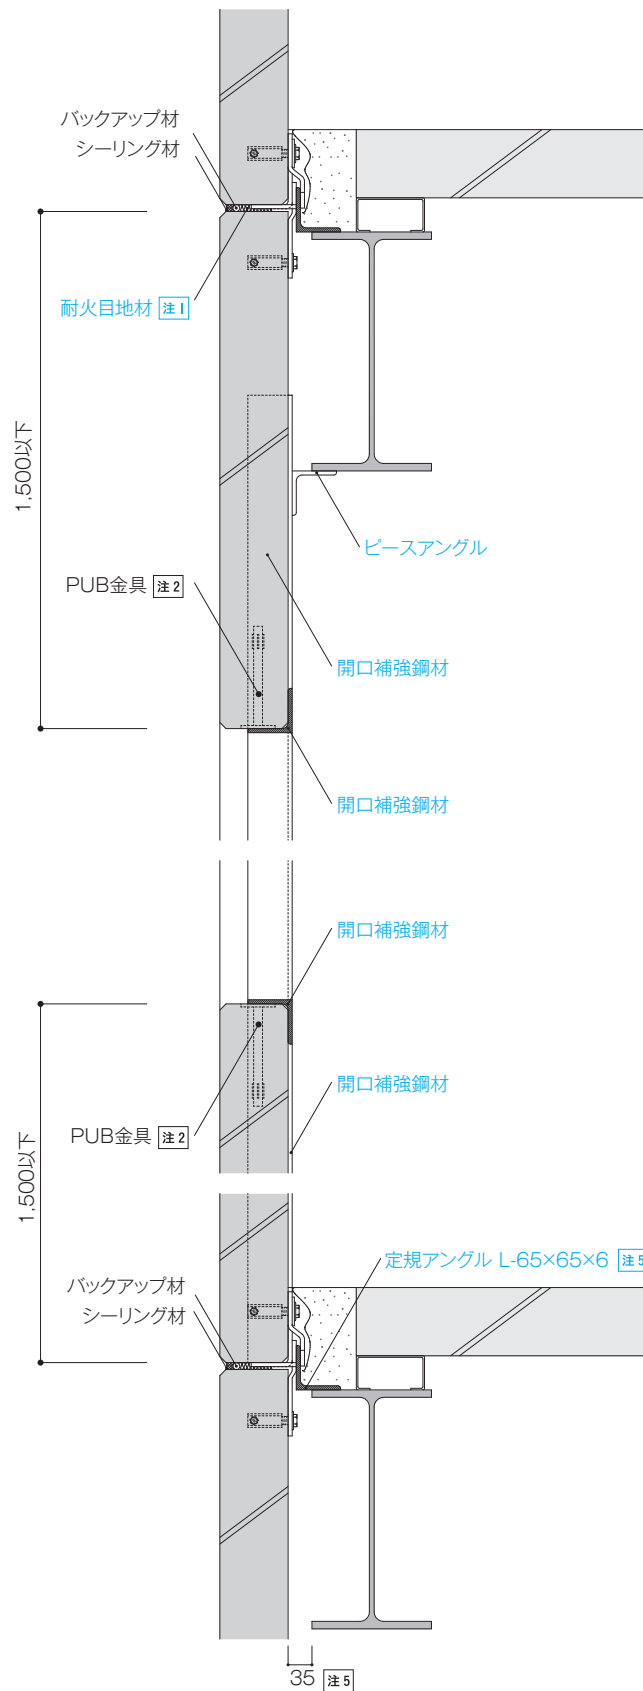 バックアップ材
シーリング材
耐火目地材 注1
1,500以下
ピースアングル
PUB金具 注2
開口補強鋼材
開口補強鋼材
開口補強鋼材
開口補強鋼材
PUB金具 注2
1,500以下
定規アングル L-65×65×6 注5
バックアップ材
シーリング材
35 注5